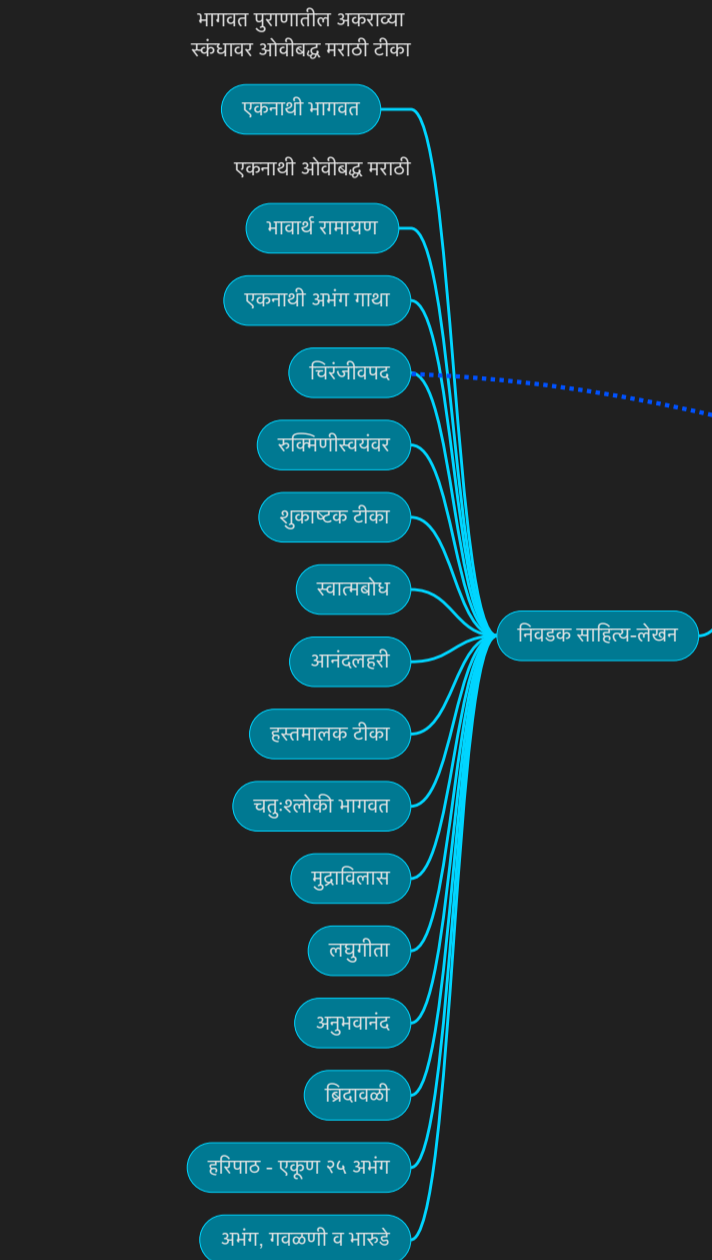 भागवत पुराणातील अकराव्या
स्कंधावर ओवीबद्ध मराठी टीका
एकनाथी भागवत
एकनाथी ओवीबद्ध मराठी
भावार्थ रामायण
एकनाथी अभंग गाथा
चिरंजीवपद
रुक्मिणीस्वयंवर
शुकाष्टक टीका
स्वात्मबोध
आनंदलहरी
हस्तमालक टीका
चतुःश्लोकी भागवत
मुद्राविलास
लघुगीता
अनुभवानंद
ब्रिदावळी
हरिपाठ - एकूण २५ अभंग
अभंग, गवळणी व भारुडे
निवडक साहित्य-लेखन